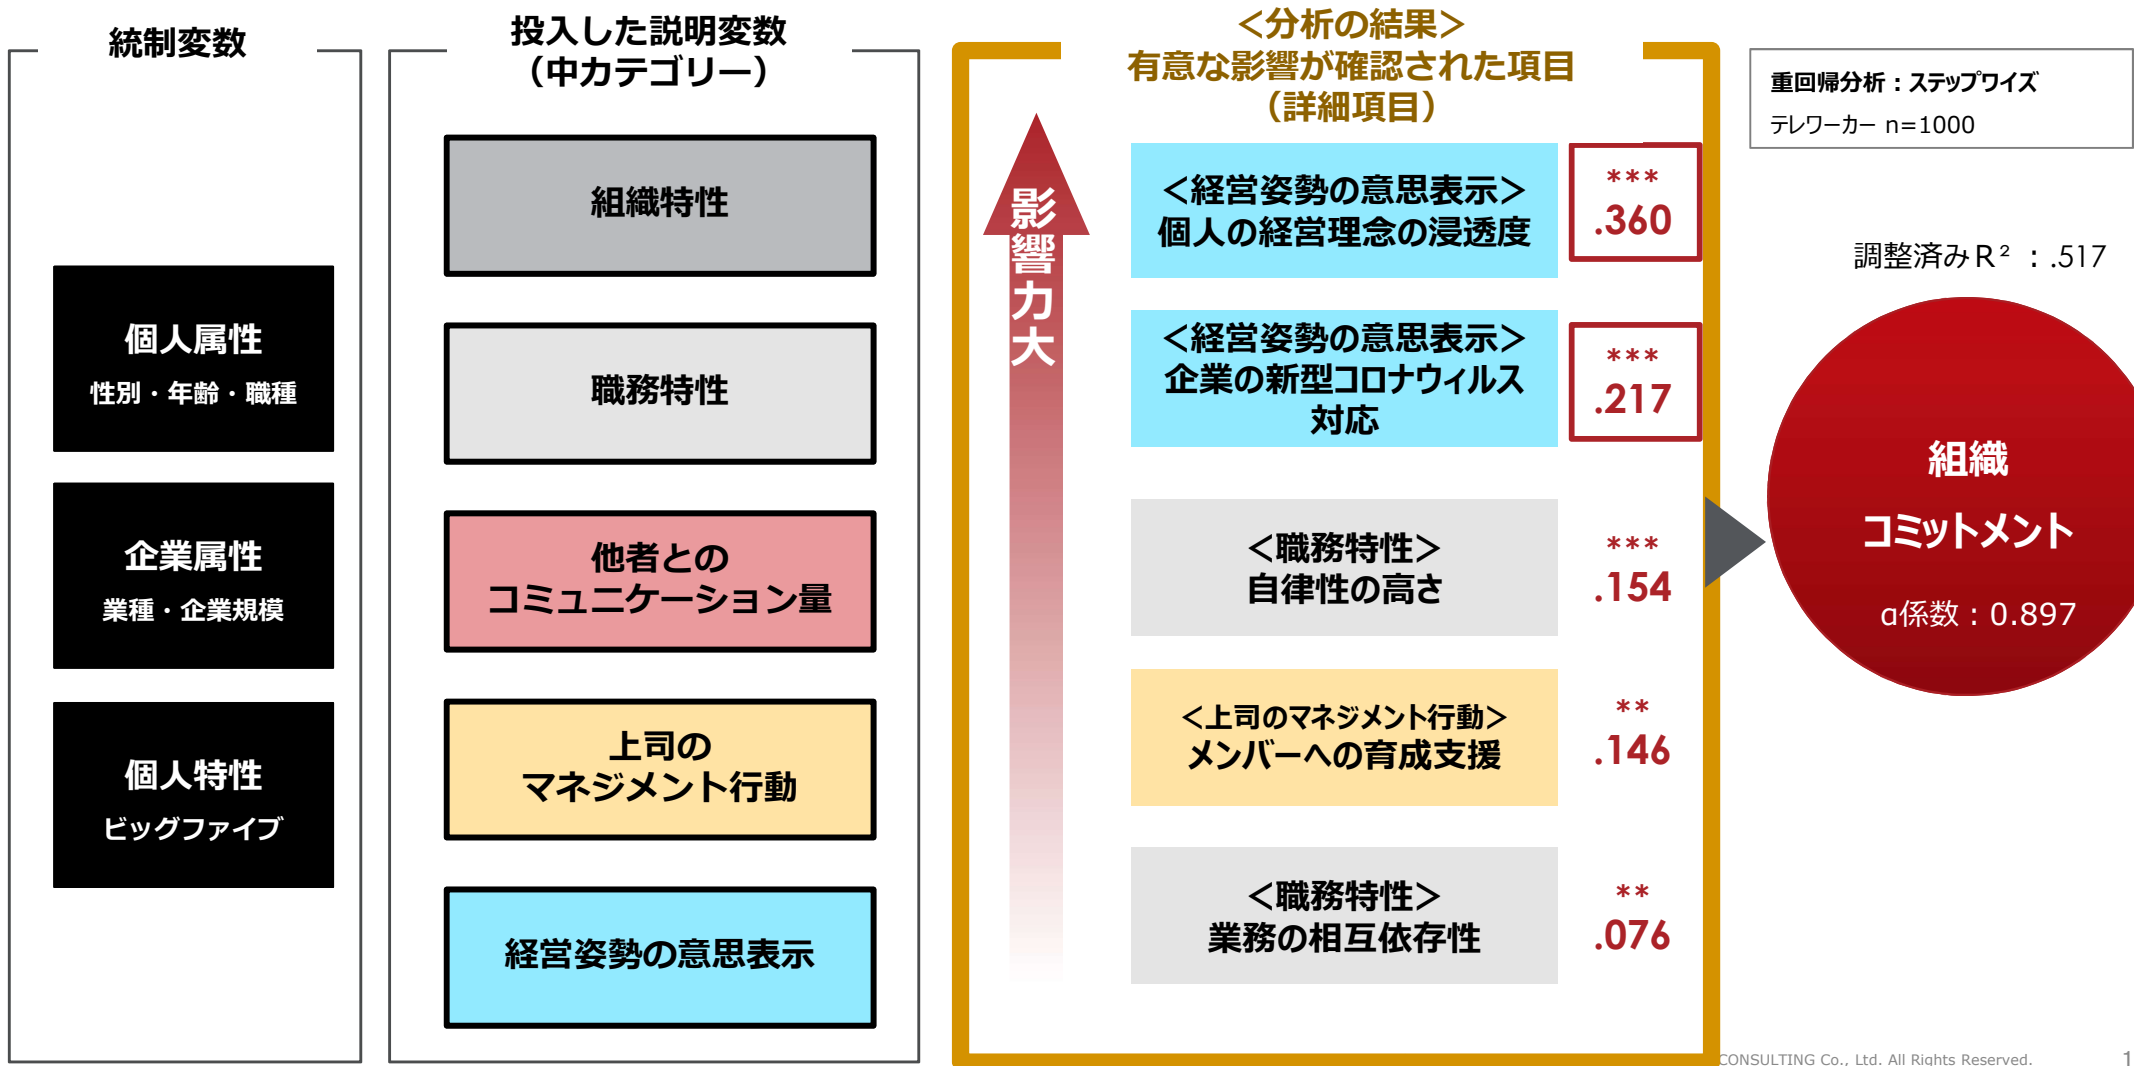 統制変数
個人属性
性別・年齢・職種
企業属性
業種・企業規模
個人特性
ビッグファイブ
投入した説明変数
（中カテゴリー）
組織特性
職務特性
他者との
コミュニケーション量
上司の
マネジメント行動
経営姿勢の意思表示
＜分析の結果＞
有意な影響が確認された項目
（詳細項目）
影響力大
＜経営姿勢の意思表示＞
個人の経営理念の浸透度
***
.360
＜経営姿勢の意思表示＞
企業の新型コロナウィルス
対応
***
.217
＜職務特性＞
自律性の高さ
***
.154
＜上司のマネジメント行動＞
メンバーへの育成支援
**
.146
＜職務特性＞
業務の相互依存性
**
.076
重回帰分析：ステップワイズ
テレワーカー n=1000
調整済みR²：.517
組織
コミットメント
α係数：0.897
CONSULTING Co., Ltd. All Rights Reserved.
1